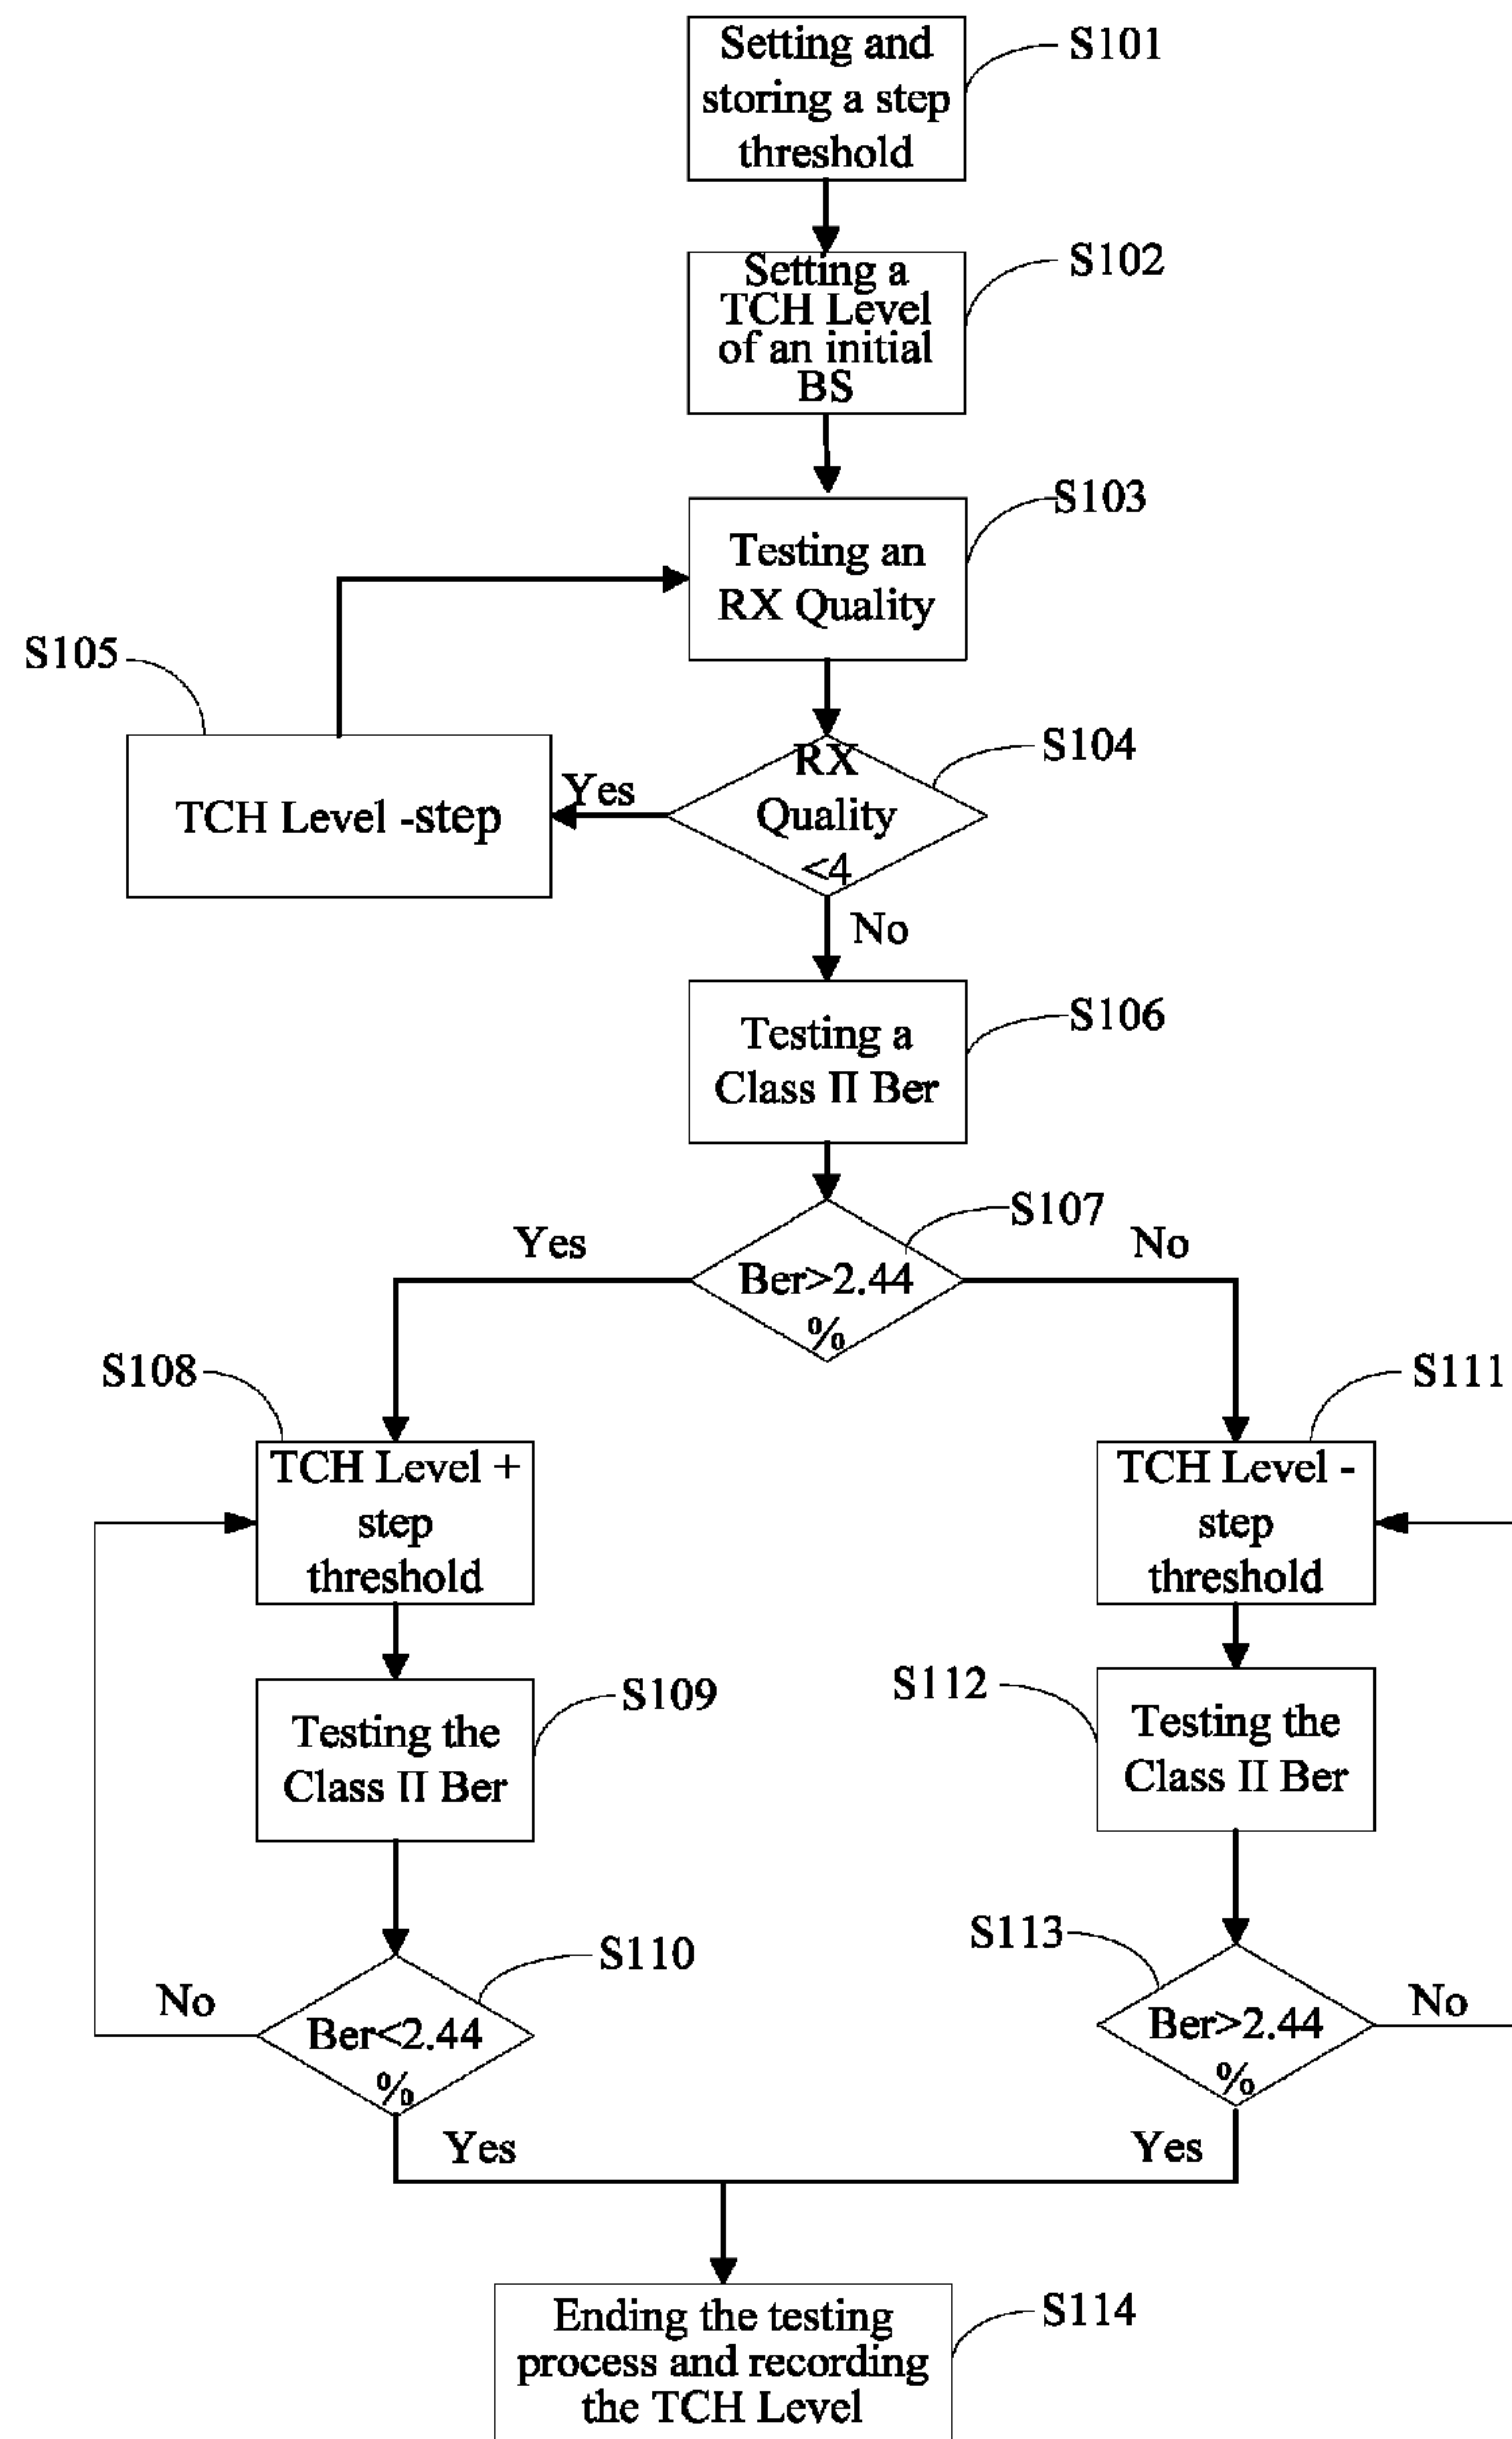 Setting and
storing a step
threshold
S101
Setting a
TCH Level
of an initial
BS
S102
Testing an
RX Quality
S103
S105
TCH Level -step
Yes
RX
Quality
<4
S104
No
Testing a
Class II Ber
S106
S107
Yes
Ber>2.44
%
No
S108
TCH Level +
step
threshold
S111
TCH Level -
step
threshold
Testing the
Class II Ber
S109
S112
Testing the
Class II Ber
S110
No
Ber<2.44
%
Yes
S113
Ber>2.44
%
No
Yes
Ending the testing
process and recording
the TCH Level
S114